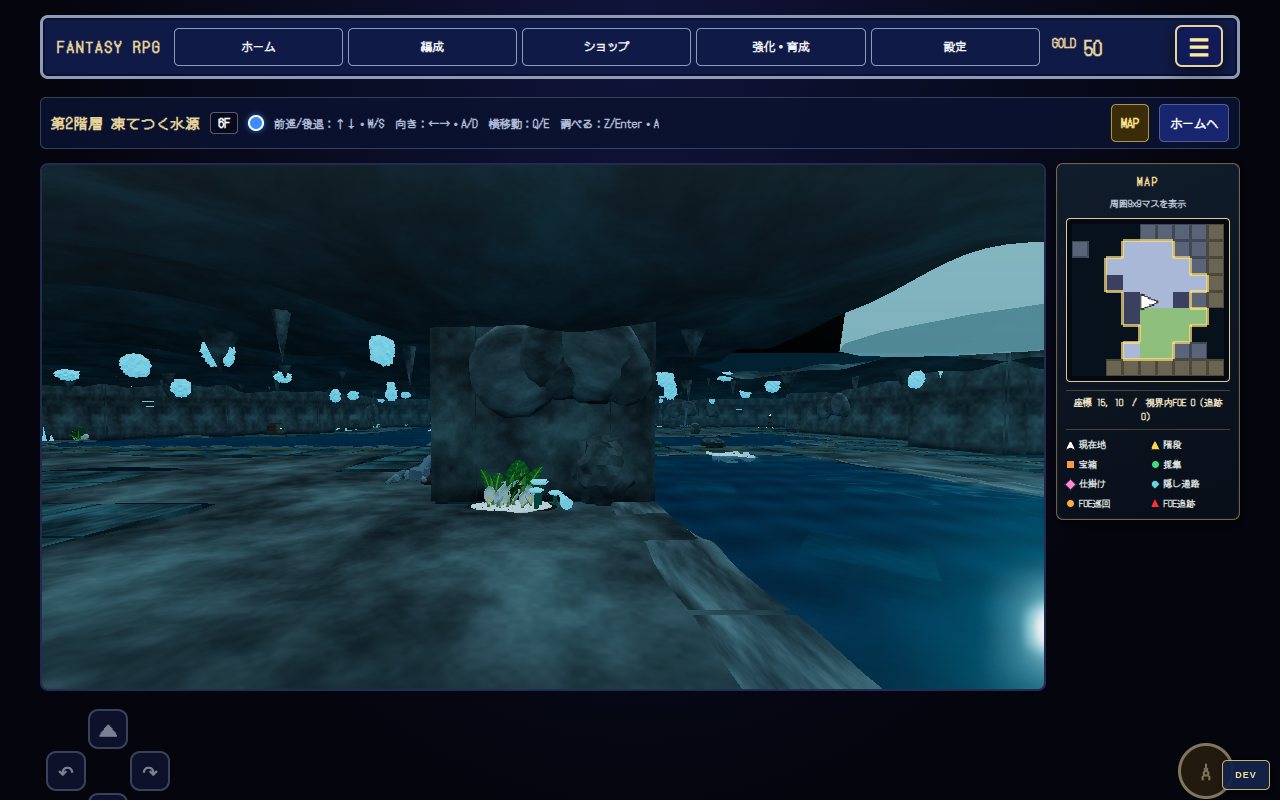 FANTASY RPG ホーム 編成 ショップ 強化・育成 設定 GOLD 50
第2階層 凍てつく水源 6F 前進/後退:↑↓・W/S 向き:←→・A/D 横移動:Q/E 調べる:Z/Enter・A MAP ホームへ
MAP
周囲9x9マスを表示
座標 15, 10 / 視界内FOE 0(追跡
0)
現在地 階段
宝箱 採集
仕掛け 隠し通路
FOE巡回 FOE追跡
A
DEV